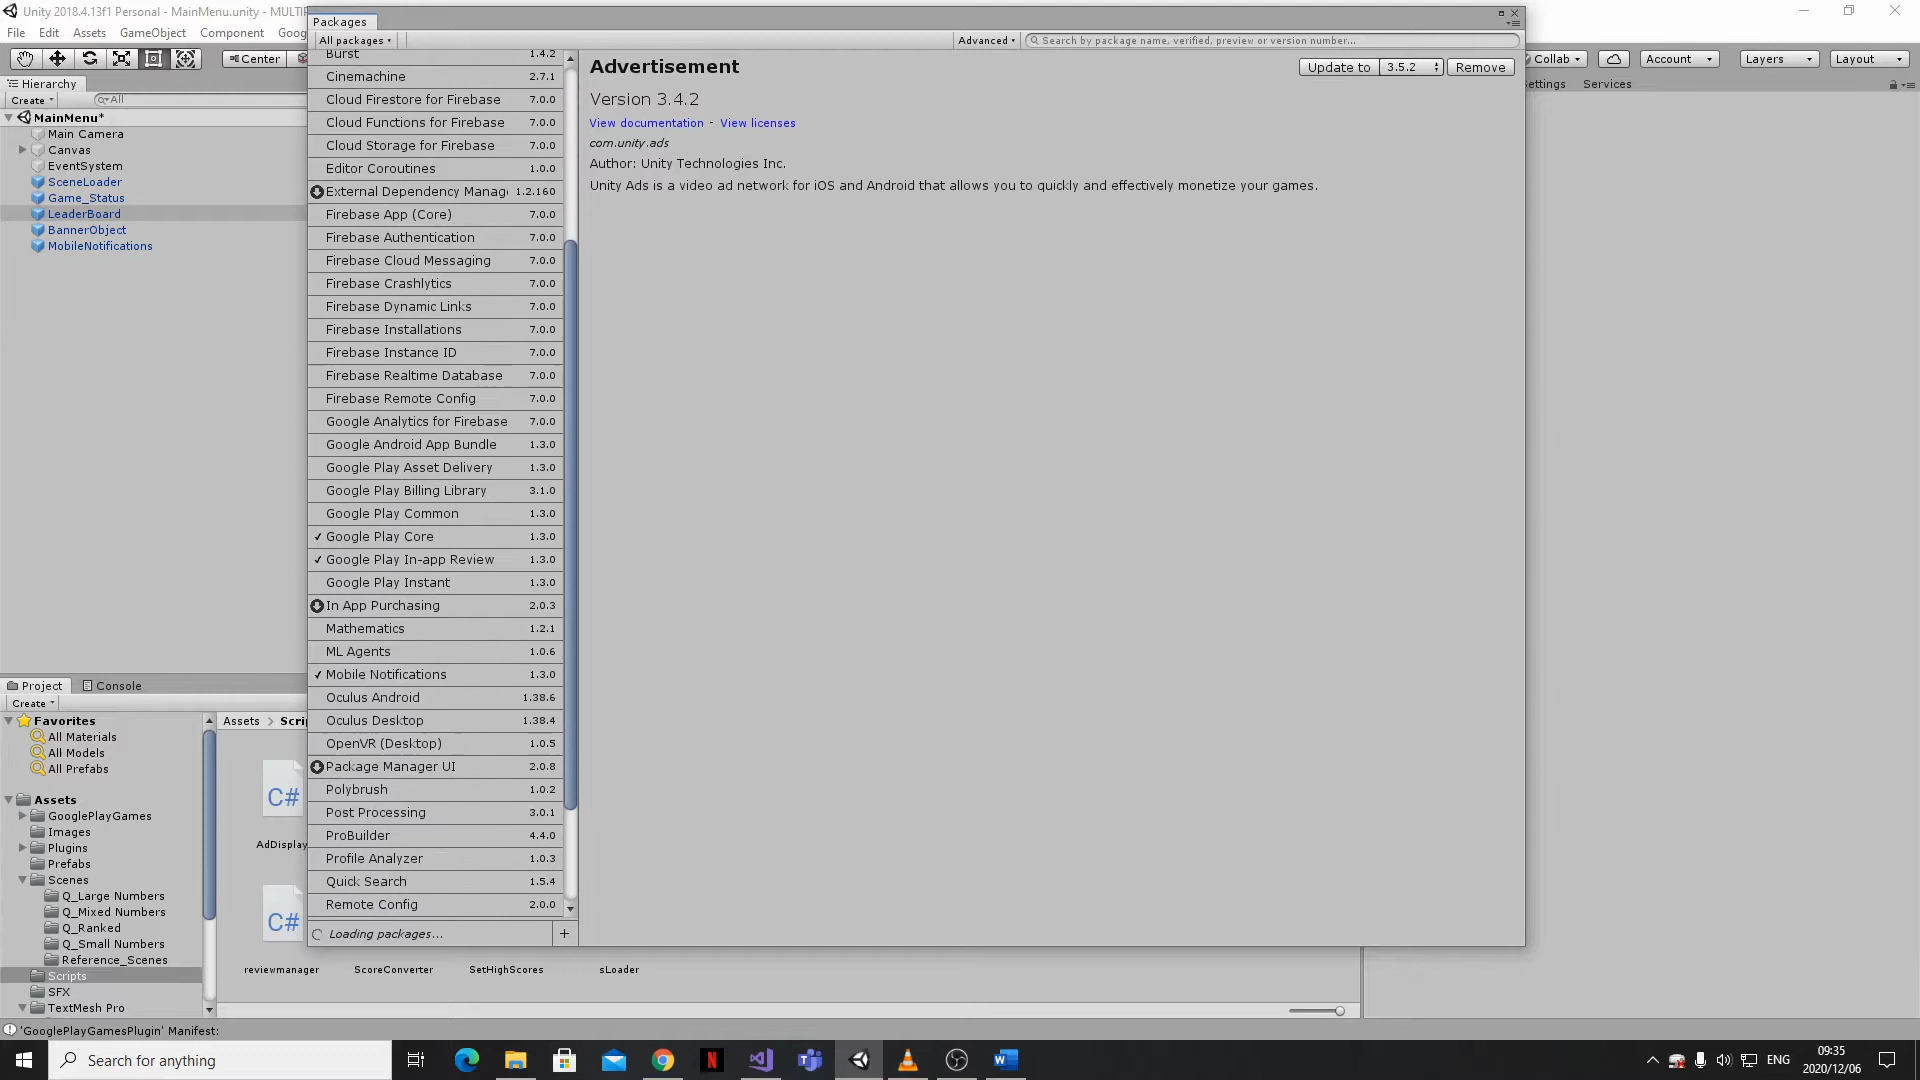 Unity 2018.4.13f1 Personal - MainMenu.unity - MULTI
File Edit Assets GameObject Component Goog
Center
Collab
Account
Layers
Layout
Hierarchy
Create
All
MainMenu*
Main Camera
Canvas
EventSystem
SceneLoader
Game_Status
LeaderBoard
BannerObject
MobileNotifications
Packages
All packages
Advanced
Search by package name, verified, preview or version number...
Burst 1.4.2
Cinemachine 2.7.1
Cloud Firestore for Firebase 7.0.0
Cloud Functions for Firebase 7.0.0
Cloud Storage for Firebase 7.0.0
Editor Coroutines 1.0.0
External Dependency Manag 1.2.160
Firebase App (Core) 7.0.0
Firebase Authentication 7.0.0
Firebase Cloud Messaging 7.0.0
Firebase Crashlytics 7.0.0
Firebase Dynamic Links 7.0.0
Firebase Installations 7.0.0
Firebase Instance ID 7.0.0
Firebase Realtime Database 7.0.0
Firebase Remote Config 7.0.0
Google Analytics for Firebase 7.0.0
Google Android App Bundle 1.3.0
Google Play Asset Delivery 1.3.0
Google Play Billing Library 3.1.0
Google Play Common 1.3.0
✓ Google Play Core 1.3.0
✓ Google Play In-app Review 1.3.0
Google Play Instant 1.3.0
In App Purchasing 2.0.3
Mathematics 1.2.1
ML Agents 1.0.6
✓ Mobile Notifications 1.3.0
Oculus Android 1.38.6
Oculus Desktop 1.38.4
OpenVR (Desktop) 1.0.5
Package Manager UI 2.0.8
Polybrush 1.0.2
Post Processing 3.0.1
ProBuilder 4.4.0
Profile Analyzer 1.0.3
Quick Search 1.5.4
Remote Config 2.0.0
Loading packages... +
Advertisement
Update to 3.5.2 Remove
Version 3.4.2
View documentation - View licenses
com.unity.ads
Author: Unity Technologies Inc.
Unity Ads is a video ad network for iOS and Android that allows you to quickly and effectively monetize your games.
ettings Services
Project Console
Create
Favorites
All Materials
All Models
All Prefabs
Assets
GooglePlayGames
Images
Plugins
Prefabs
Scenes
Q_Large Numbers
Q_Mixed Numbers
Q_Ranked
Q_Small Numbers
Reference_Scenes
Scripts
SFX
TextMesh Pro
Assets > Scrip
C#
AdDisplay
C#
reviewmanager ScoreConverter SetHighScores sLoader
'GooglePlayGamesPlugin' Manifest:
Search for anything
ENG
09:35
2020/12/06